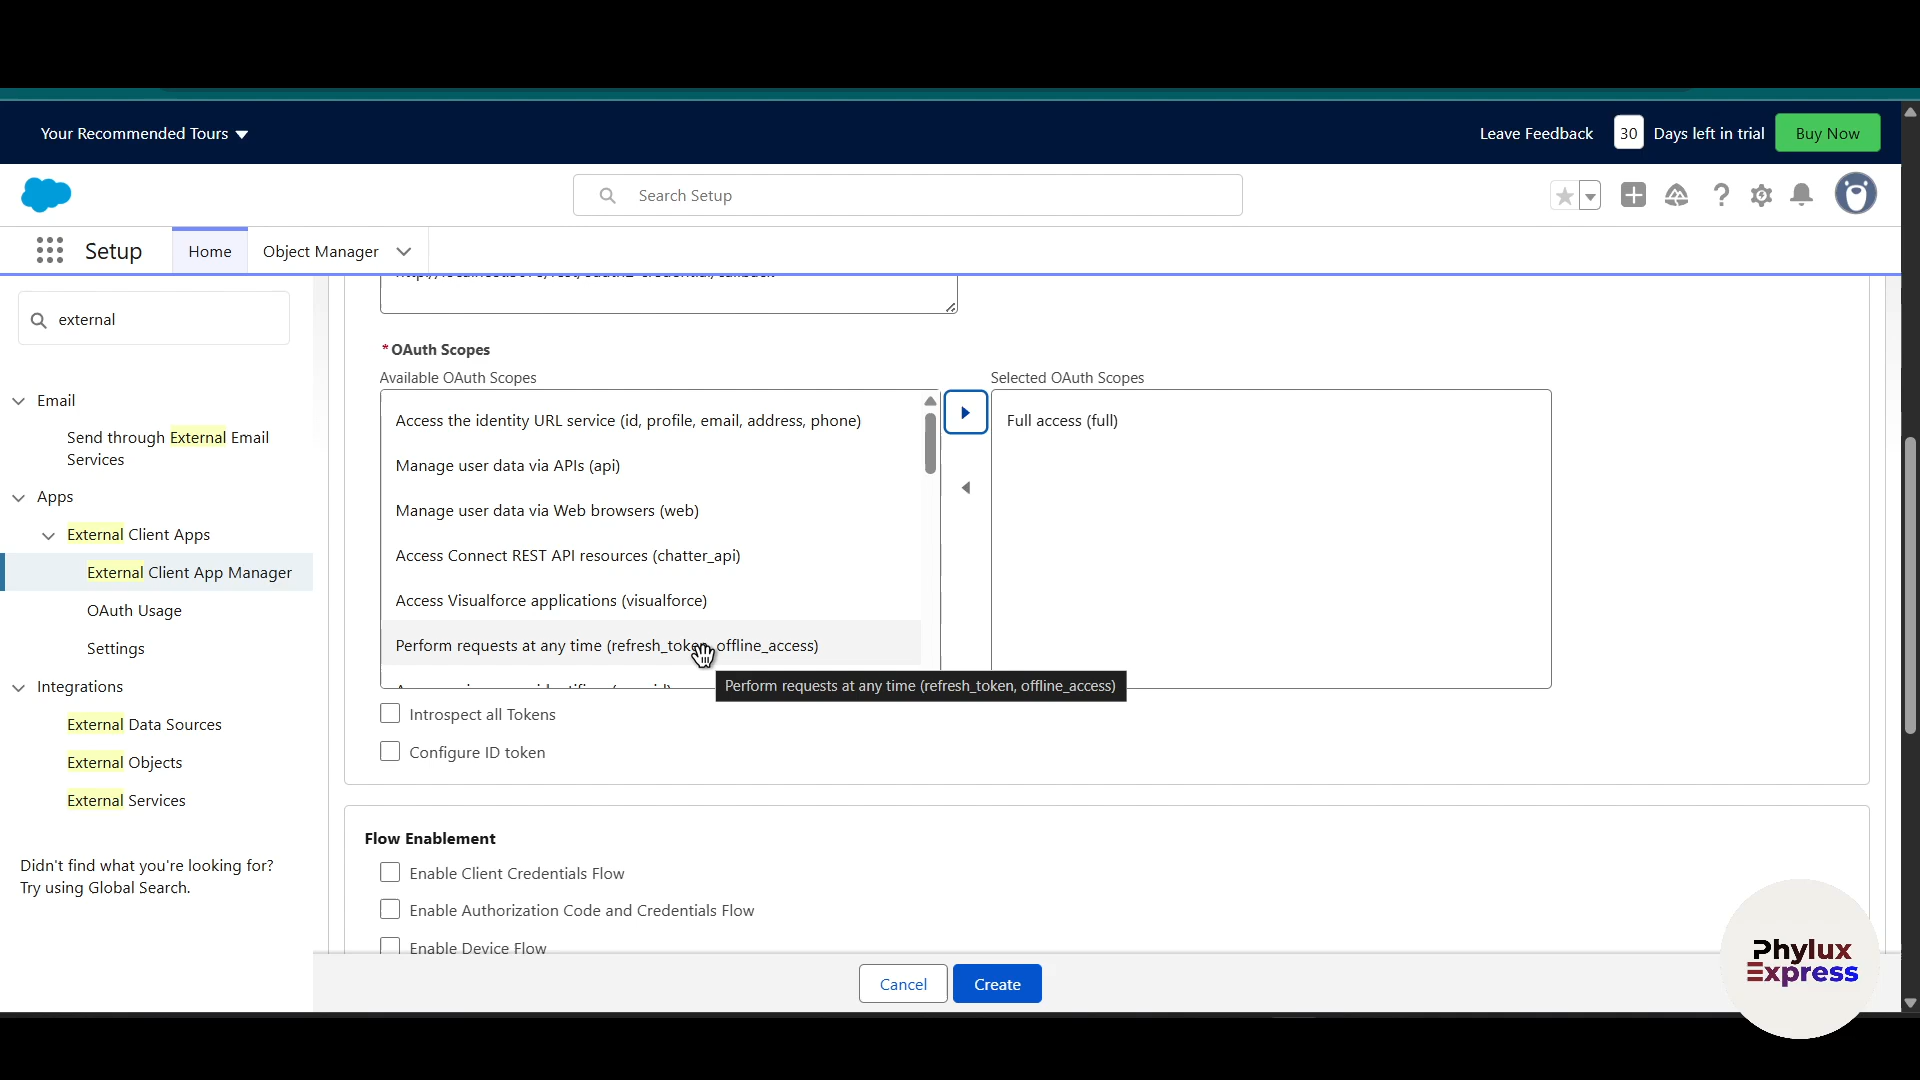 Your Recommended Tours
Leave Feedback
30
Days left in trial
Buy Now
Search Setup
Setup
Home
Object Manager
external
Email
Send through External Email
Services
Apps
External Client Apps
External Client App Manager
OAuth Usage
Settings
Integrations
External Data Sources
External Objects
External Services
Didn't find what you're looking for?
Try using Global Search.
*OAuth Scopes
Available OAuth Scopes
Access the identity URL service (id, profile, email, address, phone)
Manage user data via APIs (api)
Manage user data via Web browsers (web)
Access Connect REST API resources (chatter_api)
Access Visualforce applications (visualforce)
Perform requests at any time (refresh_token, offline_access)
Perform requests at any time (refresh_token, offline_access)
Selected OAuth Scopes
Full access (full)
Introspect all Tokens
Configure ID token
Flow Enablement
Enable Client Credentials Flow
Enable Authorization Code and Credentials Flow
Enable Device Flow
Cancel
Create
Phylux
Express